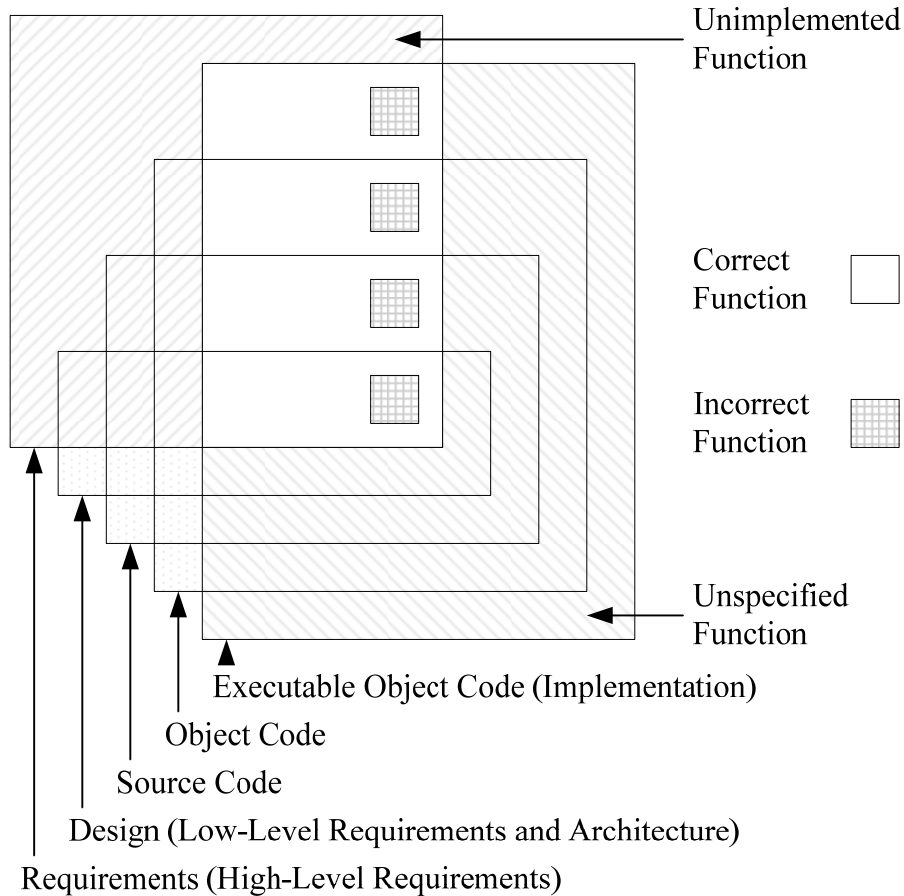 Unimplemented
Function
Correct
Function
Incorrect
Function
Unspecified
Function
Executable Object Code (Implementation)
Object Code
Source Code
Design (Low-Level Requirements and Architecture)
Requirements (High-Level Requirements)